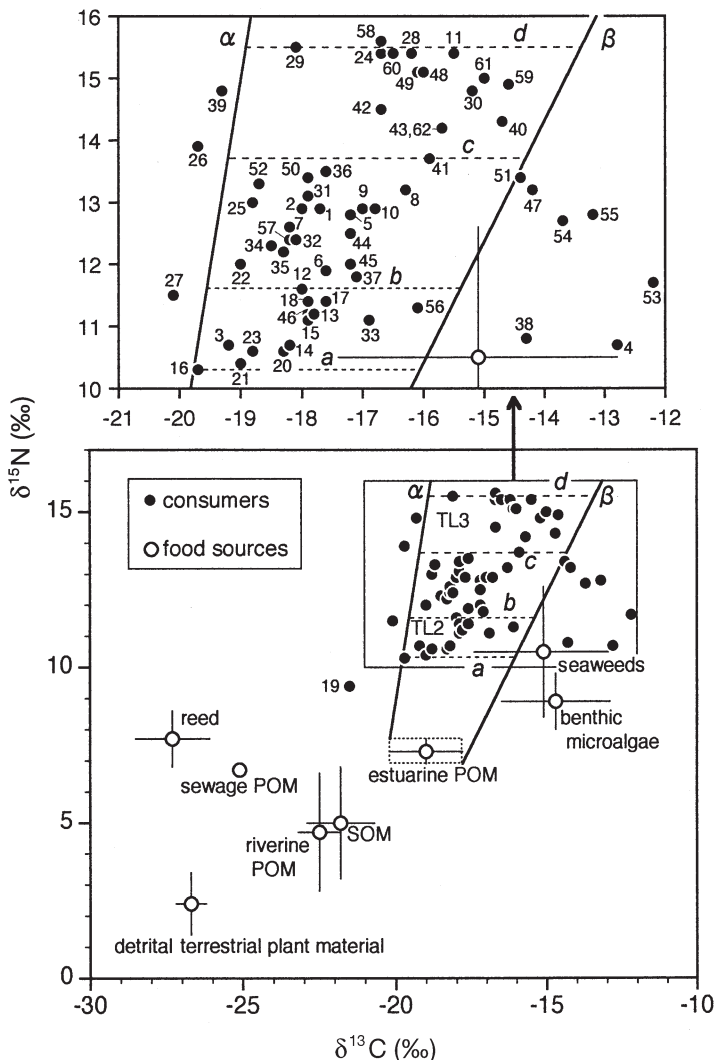 16
15
14
13
12
11
10
α
β
d
c
b
a
58
28
11
29
24
60
49
48
61
59
30
39
42
43,62
40
26
41
52
50
36
51
47
25
31
2
1
9
10
8
5
55
54
57
7
34
32
35
44
45
22
6
37
27
12
53
18
17
46
13
15
56
33
38
3
23
14
20
21
16
4
-21 -20 -19 -18 -17 -16 -15 -14 -13 -12
δ15N (‰)
15
10
5
0
consumers
food sources
α
β
d
TL3
c
b
TL2
a
19
seaweeds
benthic
microalgae
reed
sewage POM
estuarine POM
riverine
POM
SOM
detrital terrestrial plant material
-30 -25 -20 -15 -10
δ13C (‰)